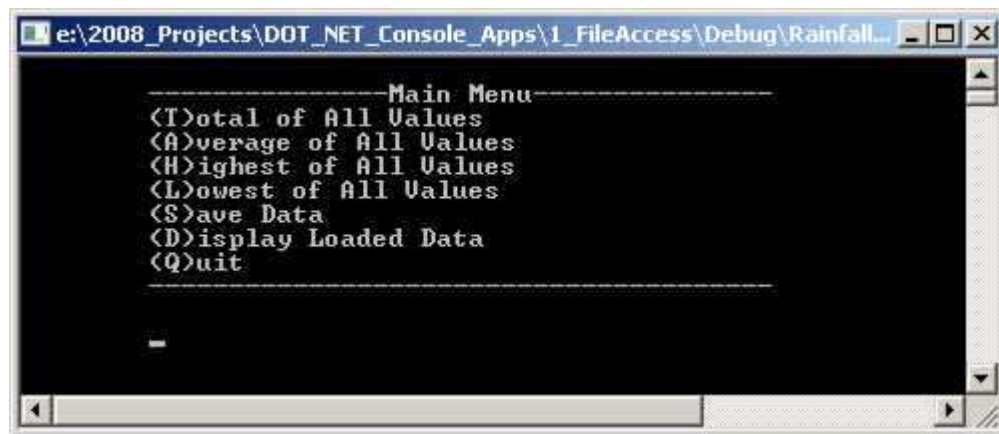 e:\2008_Projects\DOT_NET_Console_Apps\1_FileAccess\Debug\Rainfall...
----------------Main Menu----------------
(T)otal of All Values
(A)verage of All Values
(H)ighest of All Values
(L)owest of All Values
(S)ave Data
(D)isplay Loaded Data
(Q)uit